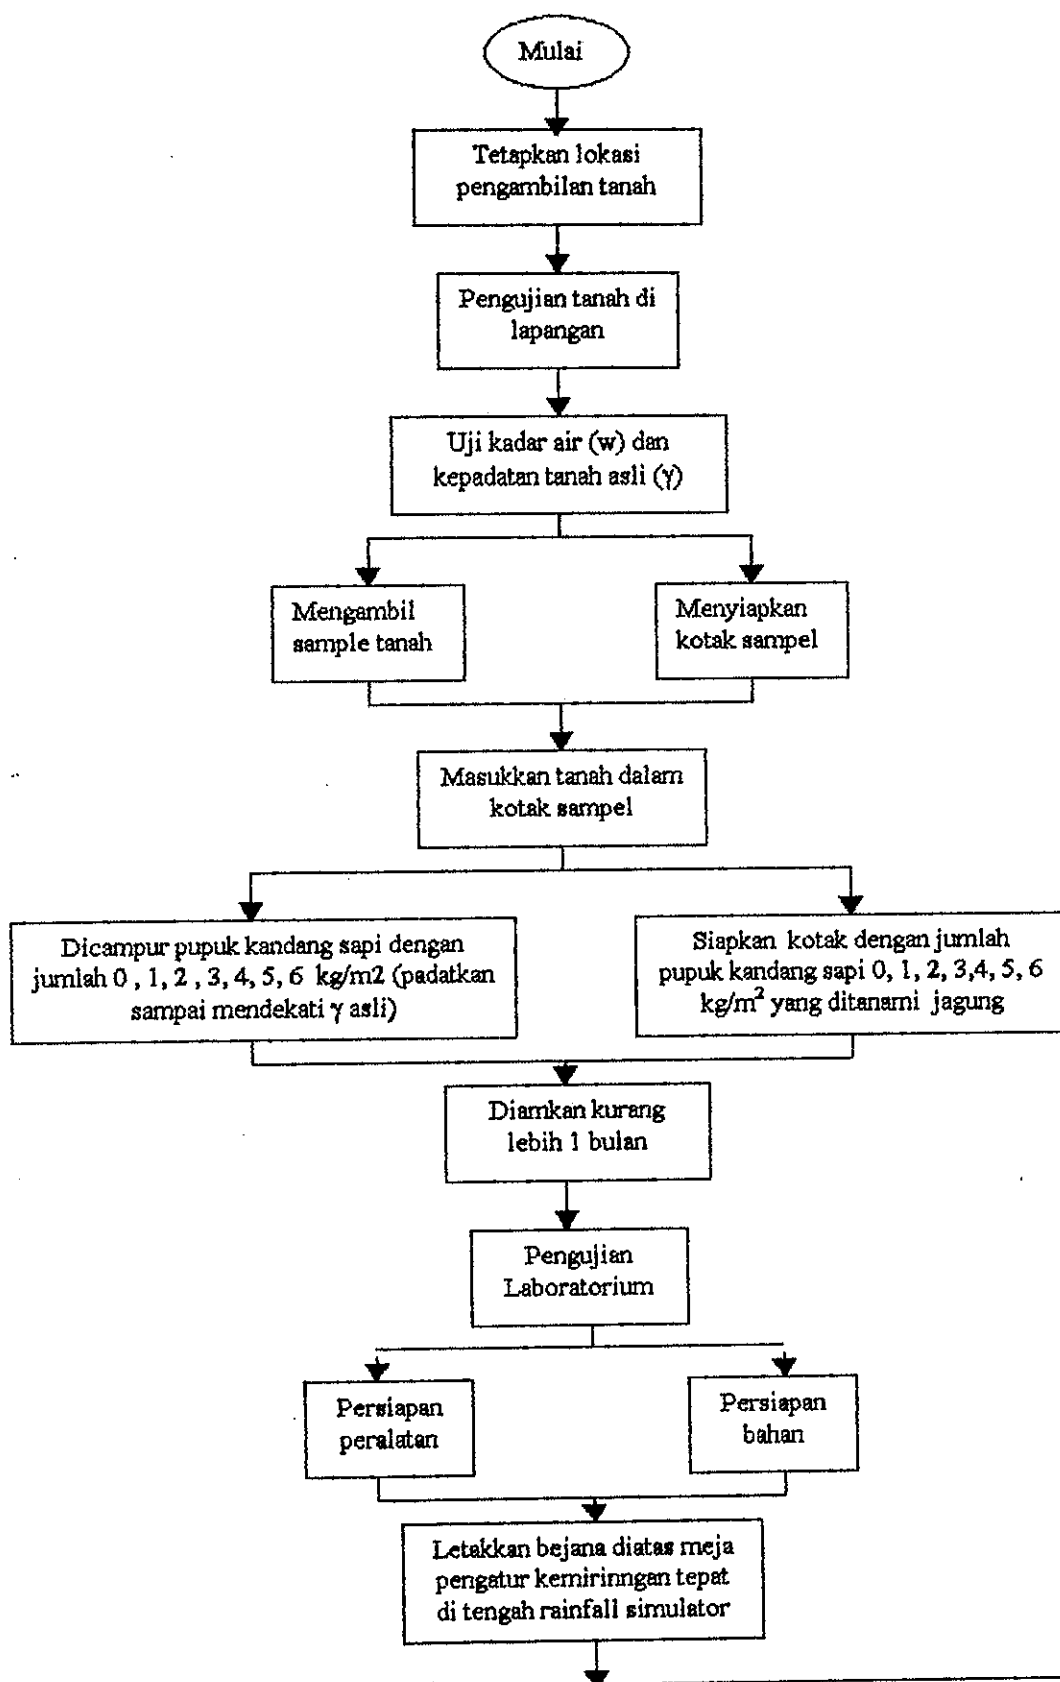 Mulai
Tetapkan lokasi
pengambilan tanah
Pengujian tanah di
lapangan
Uji kadar air (w) dan
kepadatan tanah asli (γ)
Mengambil
sample tanah
Menyiapkan
kotak sampel
Masukkan tanah dalam
kotak sampel
Dicampur pupuk kandang sapi dengan
jumlah 0 , 1, 2 , 3, 4, 5, 6 kg/m2 (padatkan
sampai mendekati γ asli)
Siapkan kotak dengan jumlah
pupuk kandang sapi 0, 1, 2, 3,4, 5, 6
kg/m² yang ditanami jagung
Diamkan kurang
lebih 1 bulan
Pengujian
Laboratorium
Persiapan
peralatan
Persiapan
bahan
Letakkan bejana diatas meja
pengatur kemirinngan tepat
di tengah rainfall simulator